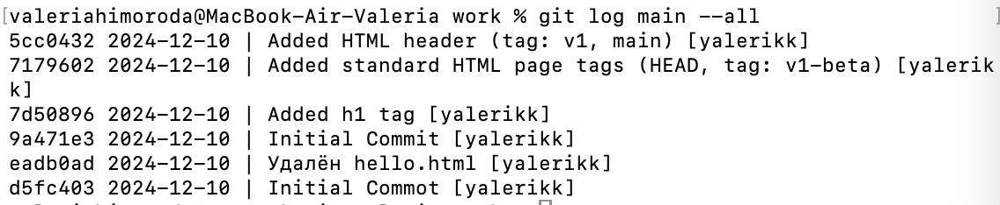 [valeriahimoroda@MacBook-Air-Valeria work % git log main --all ]
5cc0432 2024-12-10 | Added HTML header (tag: v1, main) [yalerikk]
7179602 2024-12-10 | Added standard HTML page tags (HEAD, tag: v1-beta) [yalerik
k]
7d50896 2024-12-10 | Added h1 tag [yalerikk]
9a471e3 2024-12-10 | Initial Commit [yalerikk]
eadb0ad 2024-12-10 | Удалён hello.html [yalerikk]
d5fc403 2024-12-10 | Initial Commot [yalerikk]